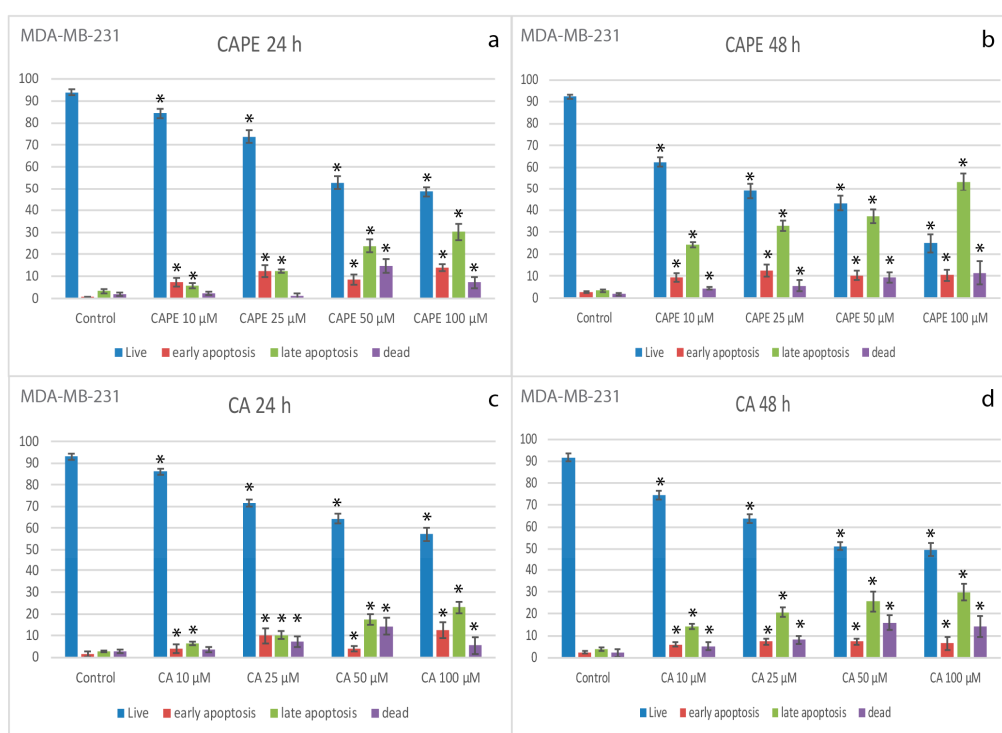 MDA-MB-231
CAPE 24 h
a
100
90
80
70
60
50
40
30
20
10
0
* * * * * * * * * * * * * *
Control CAPE 10 µM CAPE 25 µM CAPE 50 µM CAPE 100 µM
Live early apoptosis late apoptosis dead
MDA-MB-231
CAPE 48 h
b
100
90
80
70
60
50
40
30
20
10
0
* * * * * * * * * * * * * * * *
Control CAPE 10 µM CAPE 25 µM CAPE 50 µM CAPE 100 µM
Live early apoptosis late apoptosis dead
MDA-MB-231
CA 24 h
c
100
90
80
70
60
50
40
30
20
10
0
* * * * * * * * * * * * * * *
Control CA 10 µM CA 25 µM CA 50 µM CA 100 µM
Live early apoptosis late apoptosis dead
MDA-MB-231
CA 48 h
d
100
90
80
70
60
50
40
30
20
10
0
* * * * * * * * * * * * * * * *
Control CA 10 µM CA 25 µM CA 50 µM CA 100 µM
Live early apoptosis late apoptosis dead